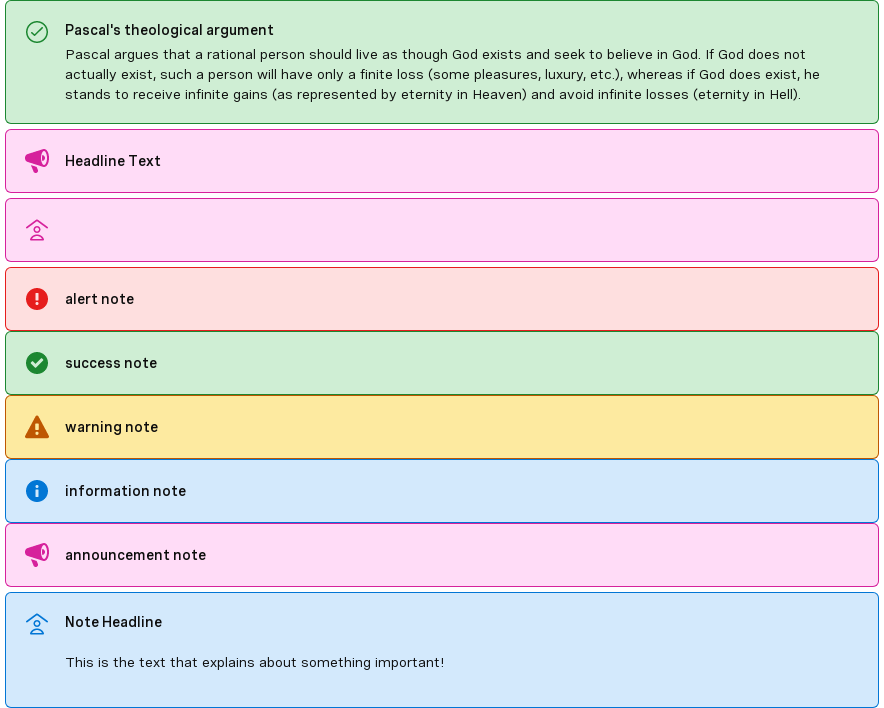 Pascal's theological argument
Pascal argues that a rational person should live as though God exists and seek to believe in God. If God does not
actually exist, such a person will have only a finite loss (some pleasures, luxury, etc.), whereas if God does exist, he
stands to receive infinite gains (as represented by eternity in Heaven) and avoid infinite losses (eternity in Hell).
Headline Text
alert note
success note
warning note
information note
announcement note
Note Headline
This is the text that explains about something important!